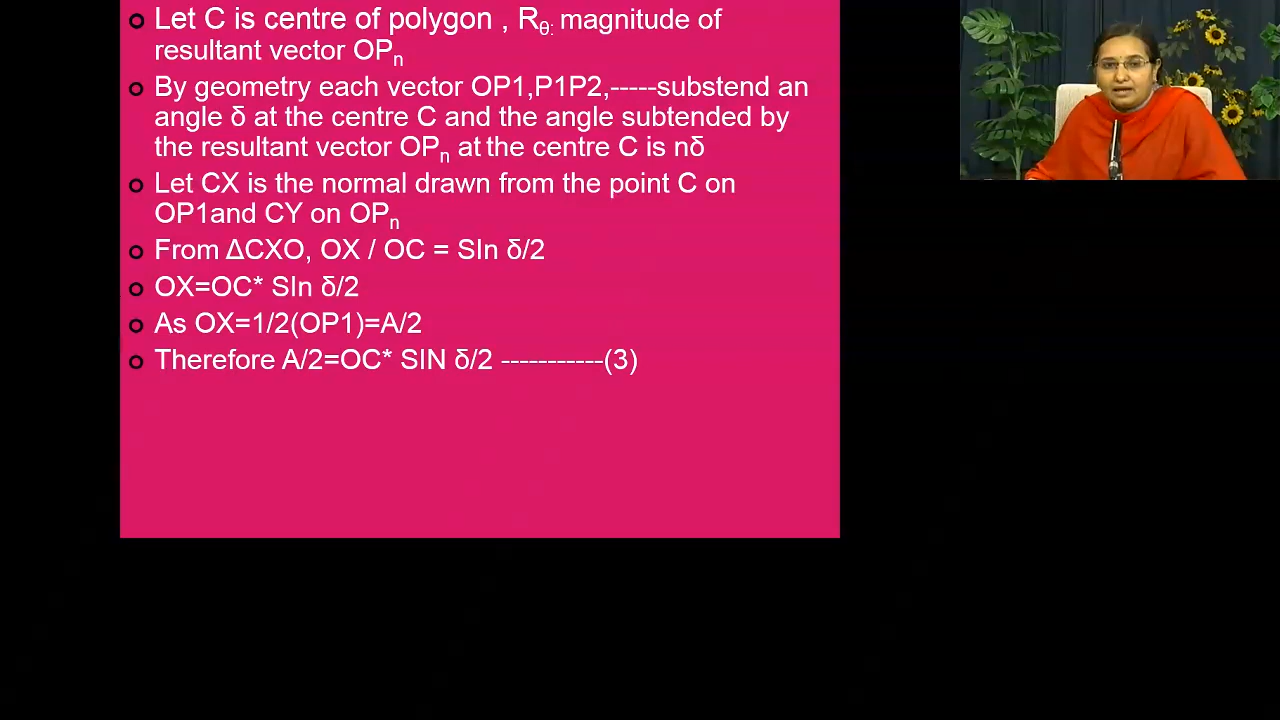 Let C is centre of polygon , Rθ: magnitude of
resultant vector OPn
By geometry each vector OP1,P1P2,-----substend an
angle δ at the centre C and the angle subtended by
the resultant vector OPn at the centre C is nδ
Let CX is the normal drawn from the point C on
OP1and CY on OPn
From ΔCXO, OX / OC = SIn δ/2
OX=OC* SIn δ/2
As OX=1/2(OP1)=A/2
Therefore A/2=OC* SIN δ/2 -----------(3)